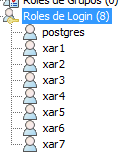 Roles de Grupos (0)
Roles de Login (8)
postgres
xar1
xar2
xar3
xar4
xar5
xar6
xar7